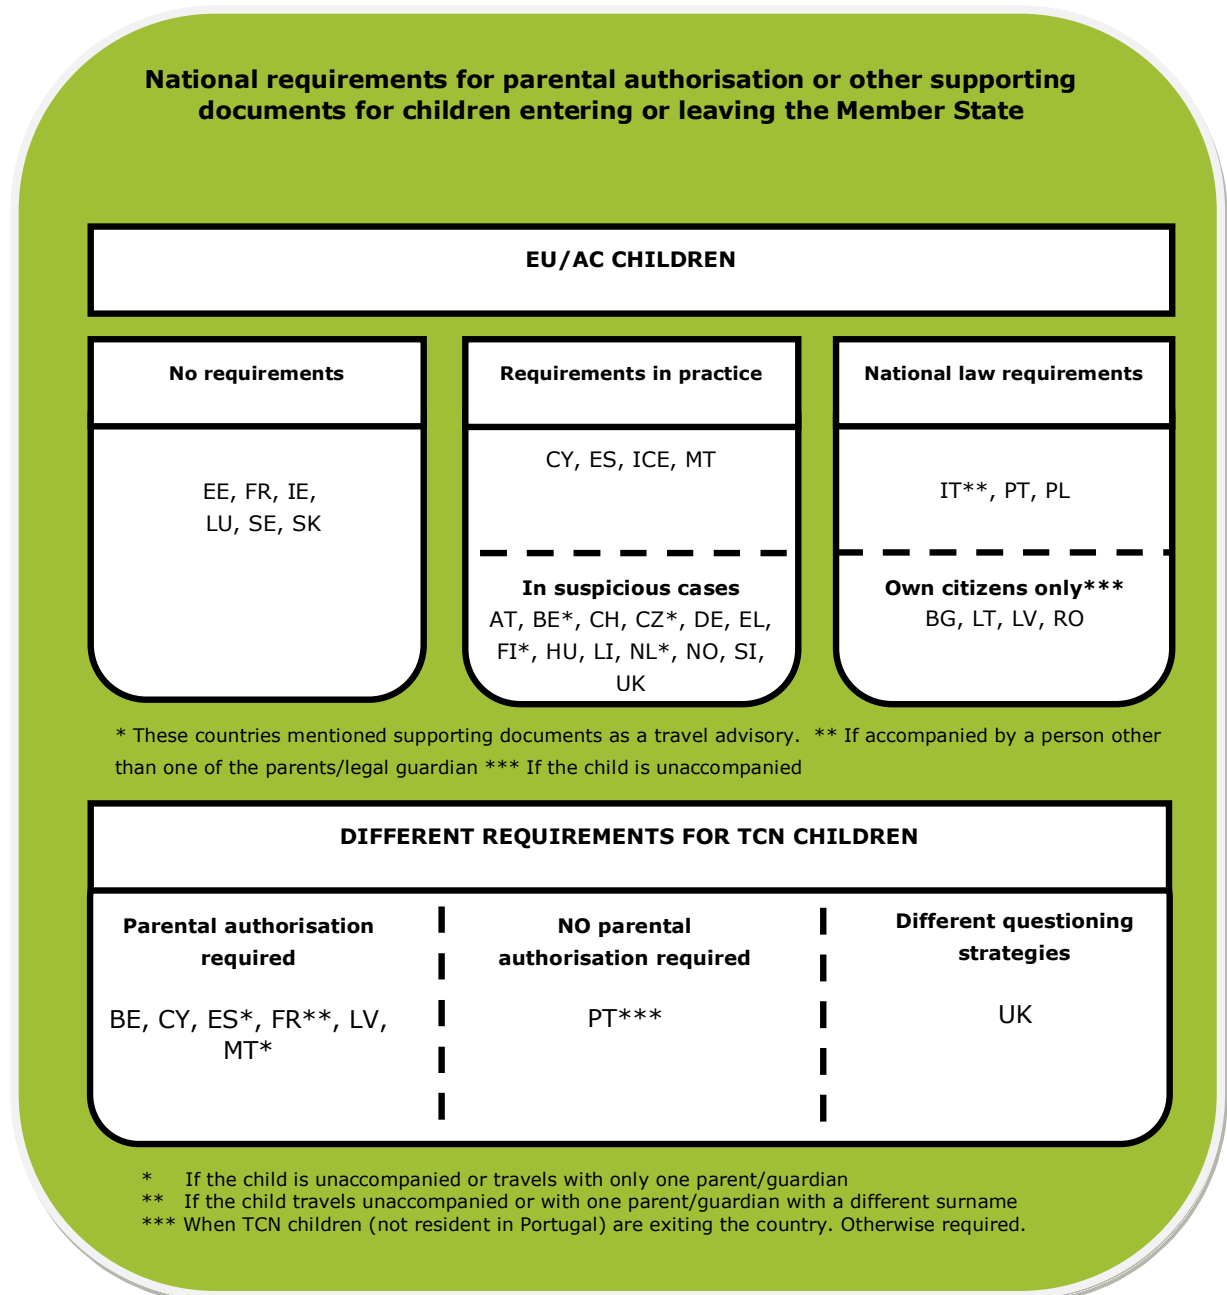 National requirements for parental authorisation or other supporting
documents for children entering or leaving the Member State
EU/AC CHILDREN
No requirements
EE, FR, IE,
LU, SE, SK
Requirements in practice
CY, ES, ICE, MT
In suspicious cases
AT, BE*, CH, CZ*, DE, EL,
FI*, HU, LI, NL*, NO, SI,
UK
National law requirements
IT**, PT, PL
Own citizens only***
BG, LT, LV, RO
* These countries mentioned supporting documents as a travel advisory. ** If accompanied by a person other
than one of the parents/legal guardian *** If the child is unaccompanied
DIFFERENT REQUIREMENTS FOR TCN CHILDREN
Parental authorisation
required
BE, CY, ES*, FR**, LV,
MT*
NO parental
authorisation required
PT***
Different questioning
strategies
UK
* If the child is unaccompanied or travels with only one parent/guardian
** If the child travels unaccompanied or with one parent/guardian with a different surname
*** When TCN children (not resident in Portugal) are exiting the country. Otherwise required.